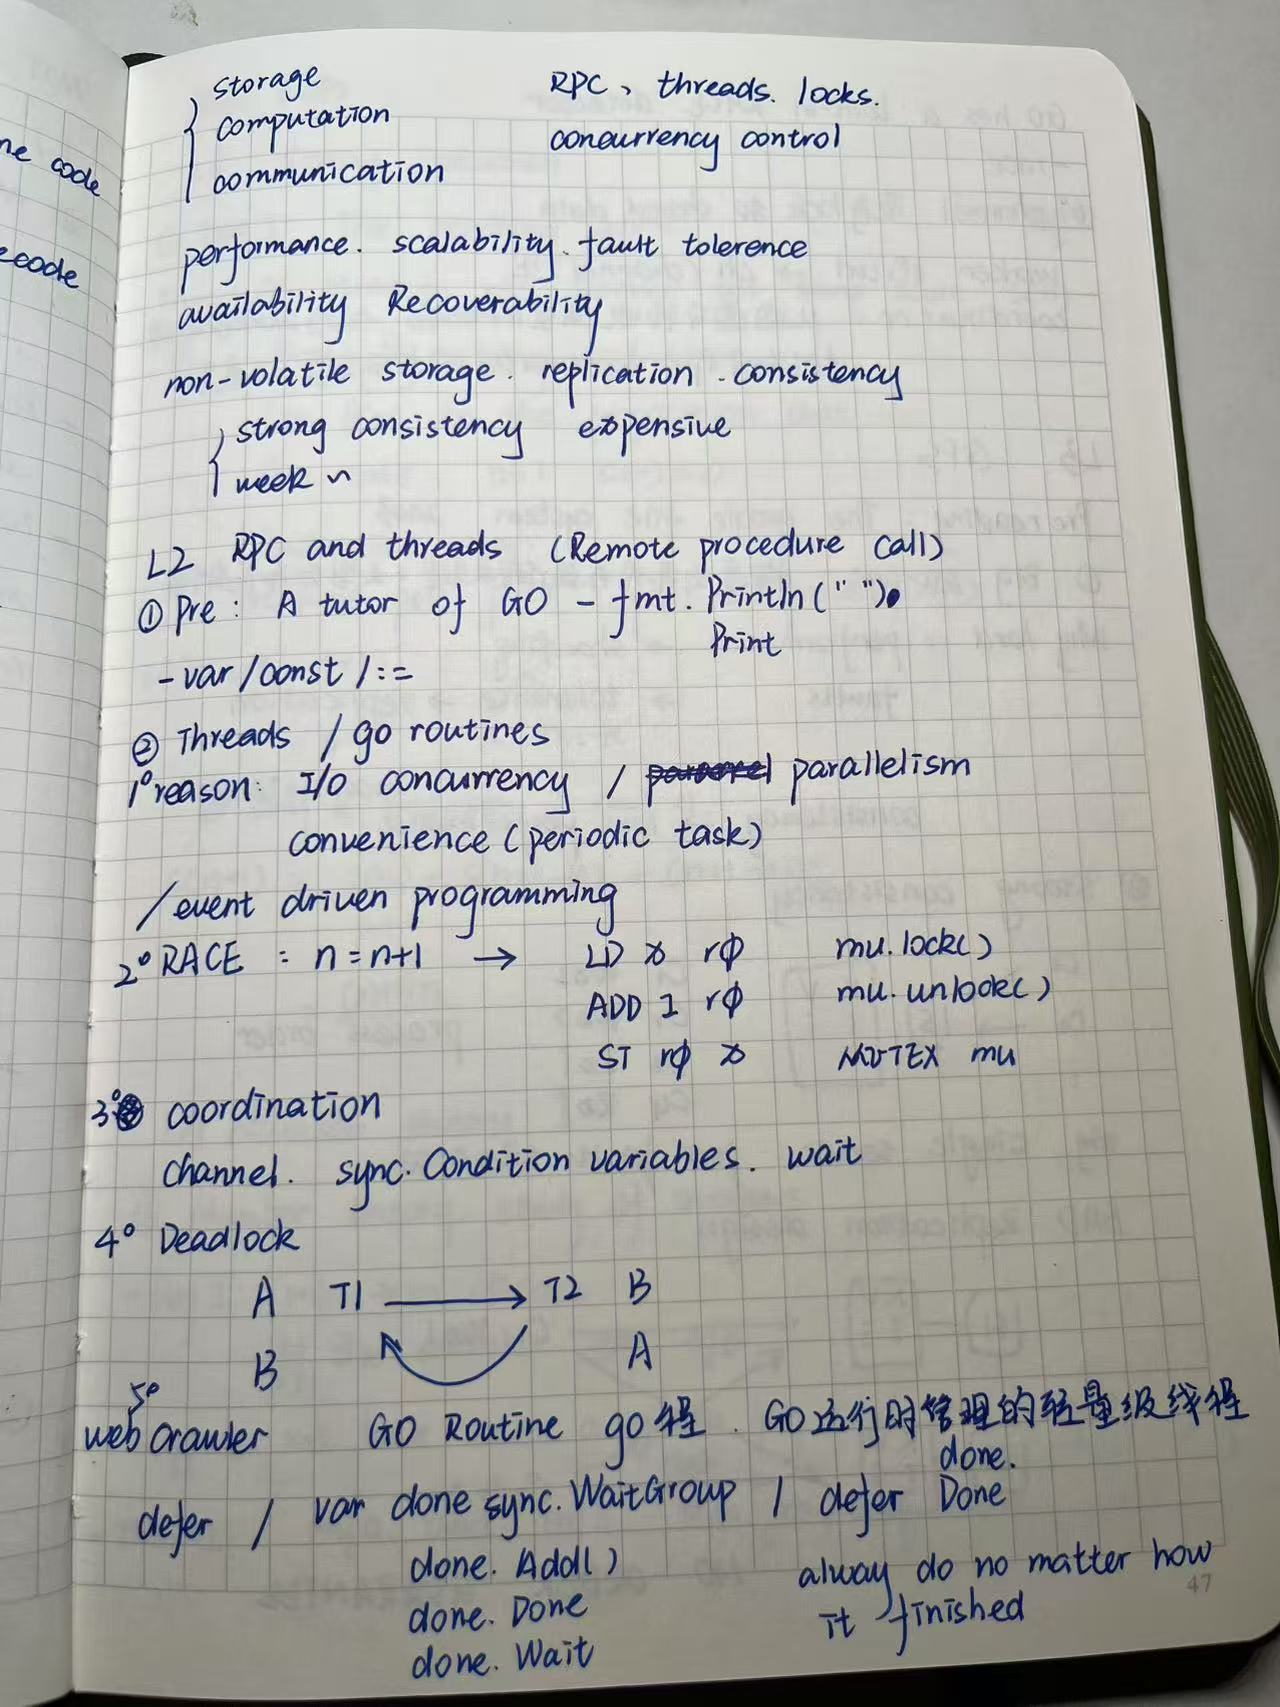 ne code
ecode
storage
computation
communication
RPC、threads. locks.
concurrency control
performance. scalability. fault tolerence
availability Recoverability
non-volatile storage. replication. consistency
strong consistency expensive
week ~
L2 RPC and threads (Remote procedure call)
① Pre: A tutor of GO - fmt. Println(" ").
Print
- var / const / :=
② Threads / go routines
1° reason: I/O concurrency / parallelism
convenience (periodic task)
/ event driven programming
2° RACE : n = n+1 → LD X r∅ mu.lock()
ADD 1 r∅ mu.unlock()
ST r∅ X MUTEX mu
3° coordination
channel. sync. Condition variables. wait
4° Deadlock
A T1 → T2 B
B A
5°
web crawler GO Routine go程. GO运行时管理的轻量级线程
done.
defer / var done sync. WaitGroup / defer Done
done. Add()
done. Done
done. Wait
alway do no matter how
it finished
47